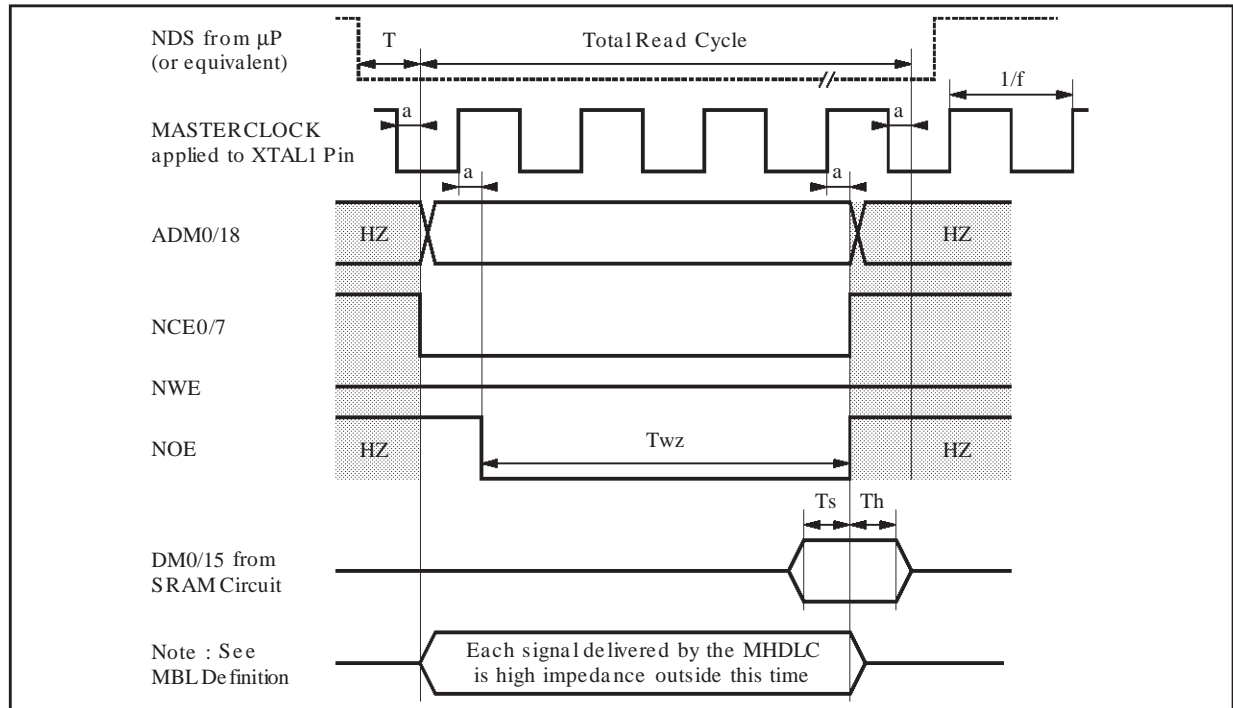 NDS from µP
(or equivalent)
T
Total Read Cycle
1/f
MASTERCLOCK
applied to XTAL1 Pin
a
a
a
a
ADM0/18
HZ
HZ
NCE0/7
NWE
NOE
HZ
Twz
HZ
Ts
Th
DM0/15 from
SRAM Circuit
Note : See
MBL Definition
Each signal delivered by the MHDLC
is high impedance outside this time